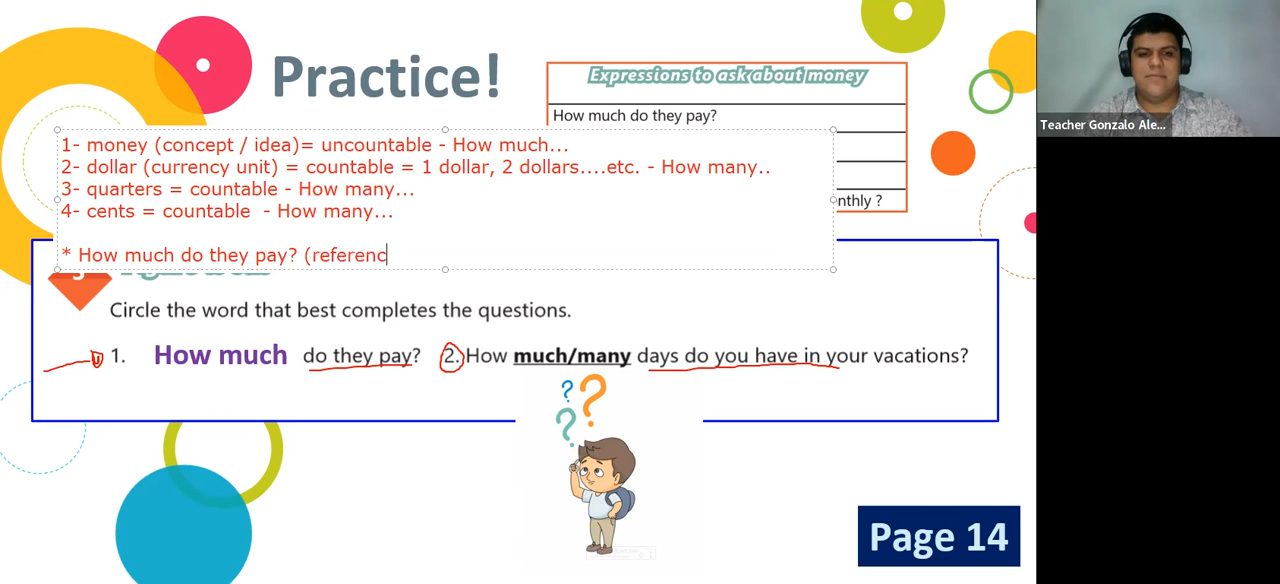 Practice!
Expressions to ask about money
How much do they pay?
nthly ?
1- money (concept / idea)= uncountable - How much...
2- dollar (currency unit) = countable = 1 dollar, 2 dollars....etc. - How many..
3- quarters = countable - How many...
4- cents = countable  - How many...
* How much do they pay? (referenc
Circle the word that best completes the questions.
1. How much do they pay? 2. How much/many days do you have in your vacations?
Page 14
Teacher Gonzalo Ale...